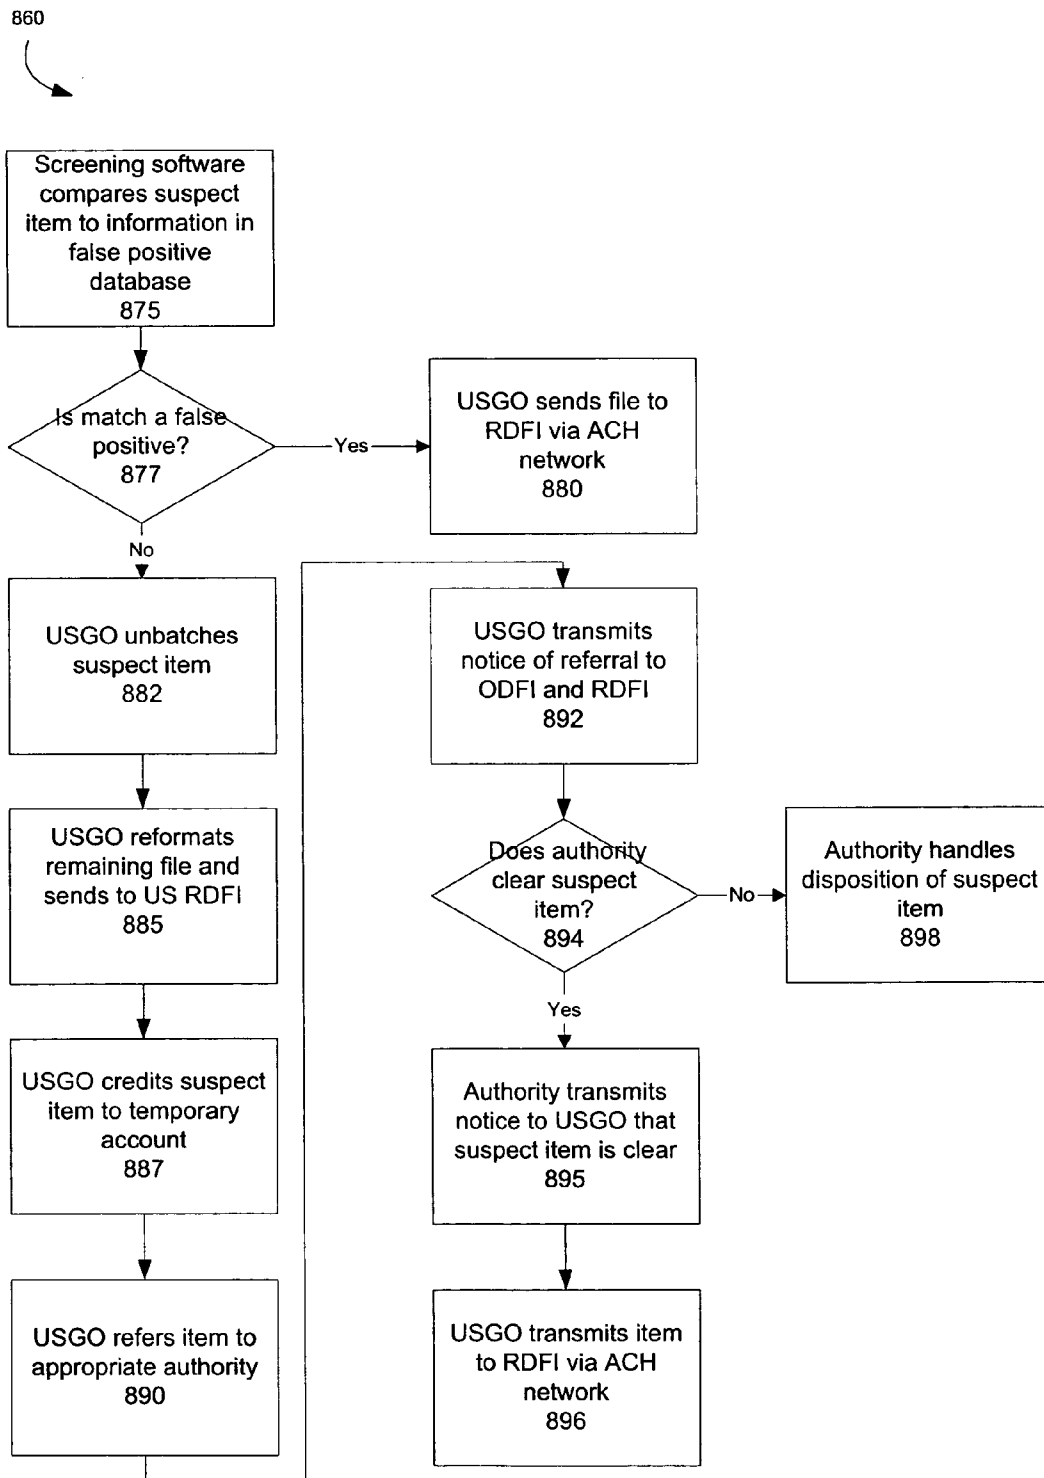 860
Screening software
compares suspect
item to information in
false positive
database
875
Is match a false
positive?
877
Yes
USGO sends file to
RDFI via ACH
network
880
No
USGO unbatches
suspect item
882
USGO reformats
remaining file and
sends to US RDFI
885
USGO credits suspect
item to temporary
account
887
USGO refers item to
appropriate authority
890
USGO transmits
notice of referral to
ODFI and RDFI
892
Does authority
clear suspect
item?
894
No
Authority handles
disposition of suspect
item
898
Yes
Authority transmits
notice to USGO that
suspect item is clear
895
USGO transmits item
to RDFI via ACH
network
896